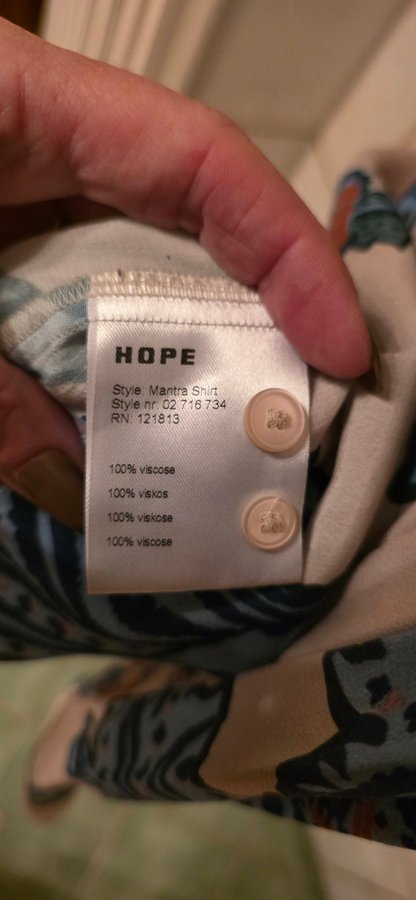 HOPE
Style: Mantra Shirt
Style nr: 02 716 734
RN: 121813
100% viscose
100% viskos
100% viskose
100% viscose